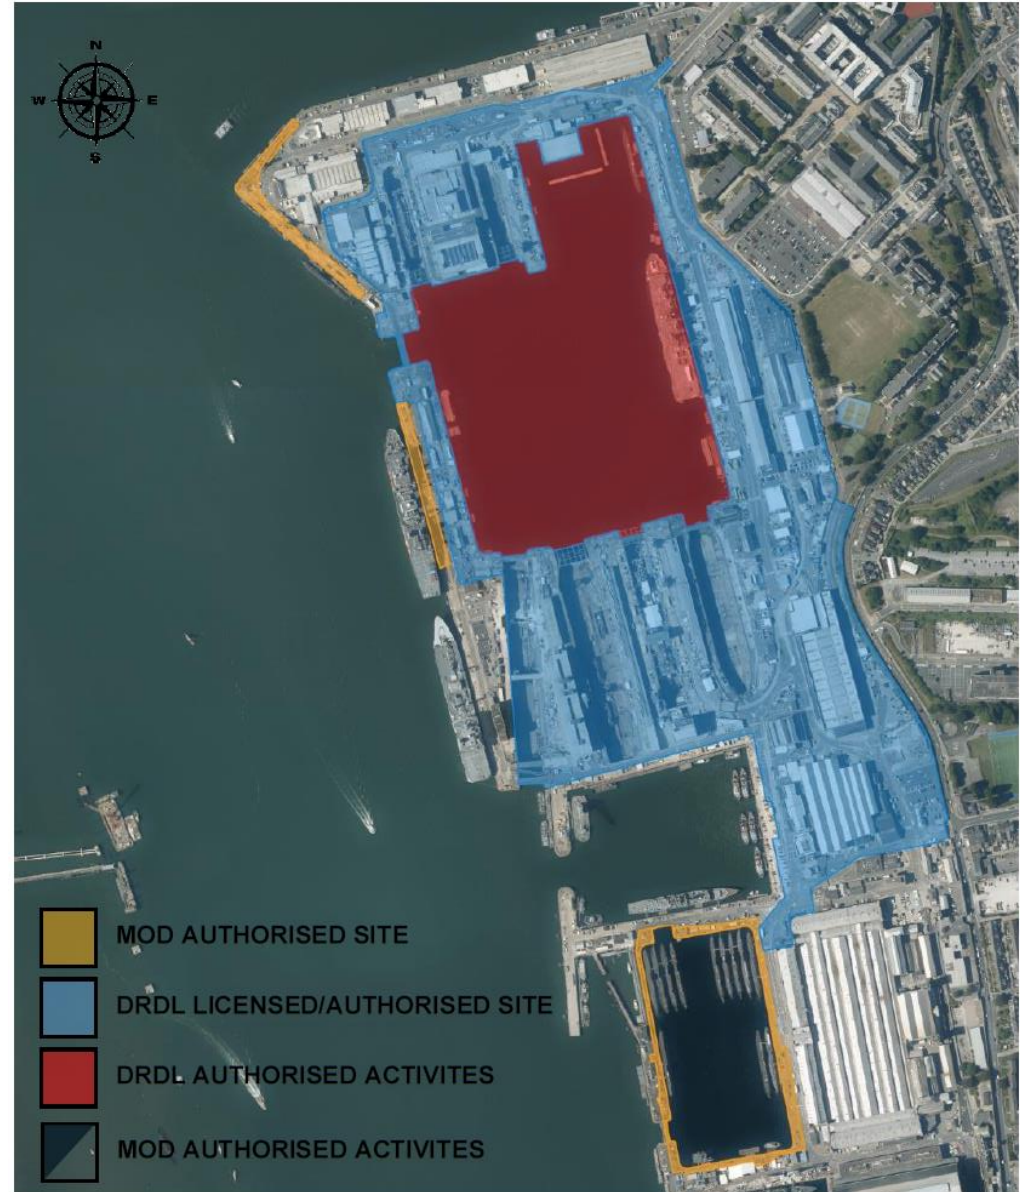 N
W E
S
MOD AUTHORISED SITE
DRDL LICENSED/AUTHORISED SITE
DRDL AUTHORISED ACTIVITES
MOD AUTHORISED ACTIVITES